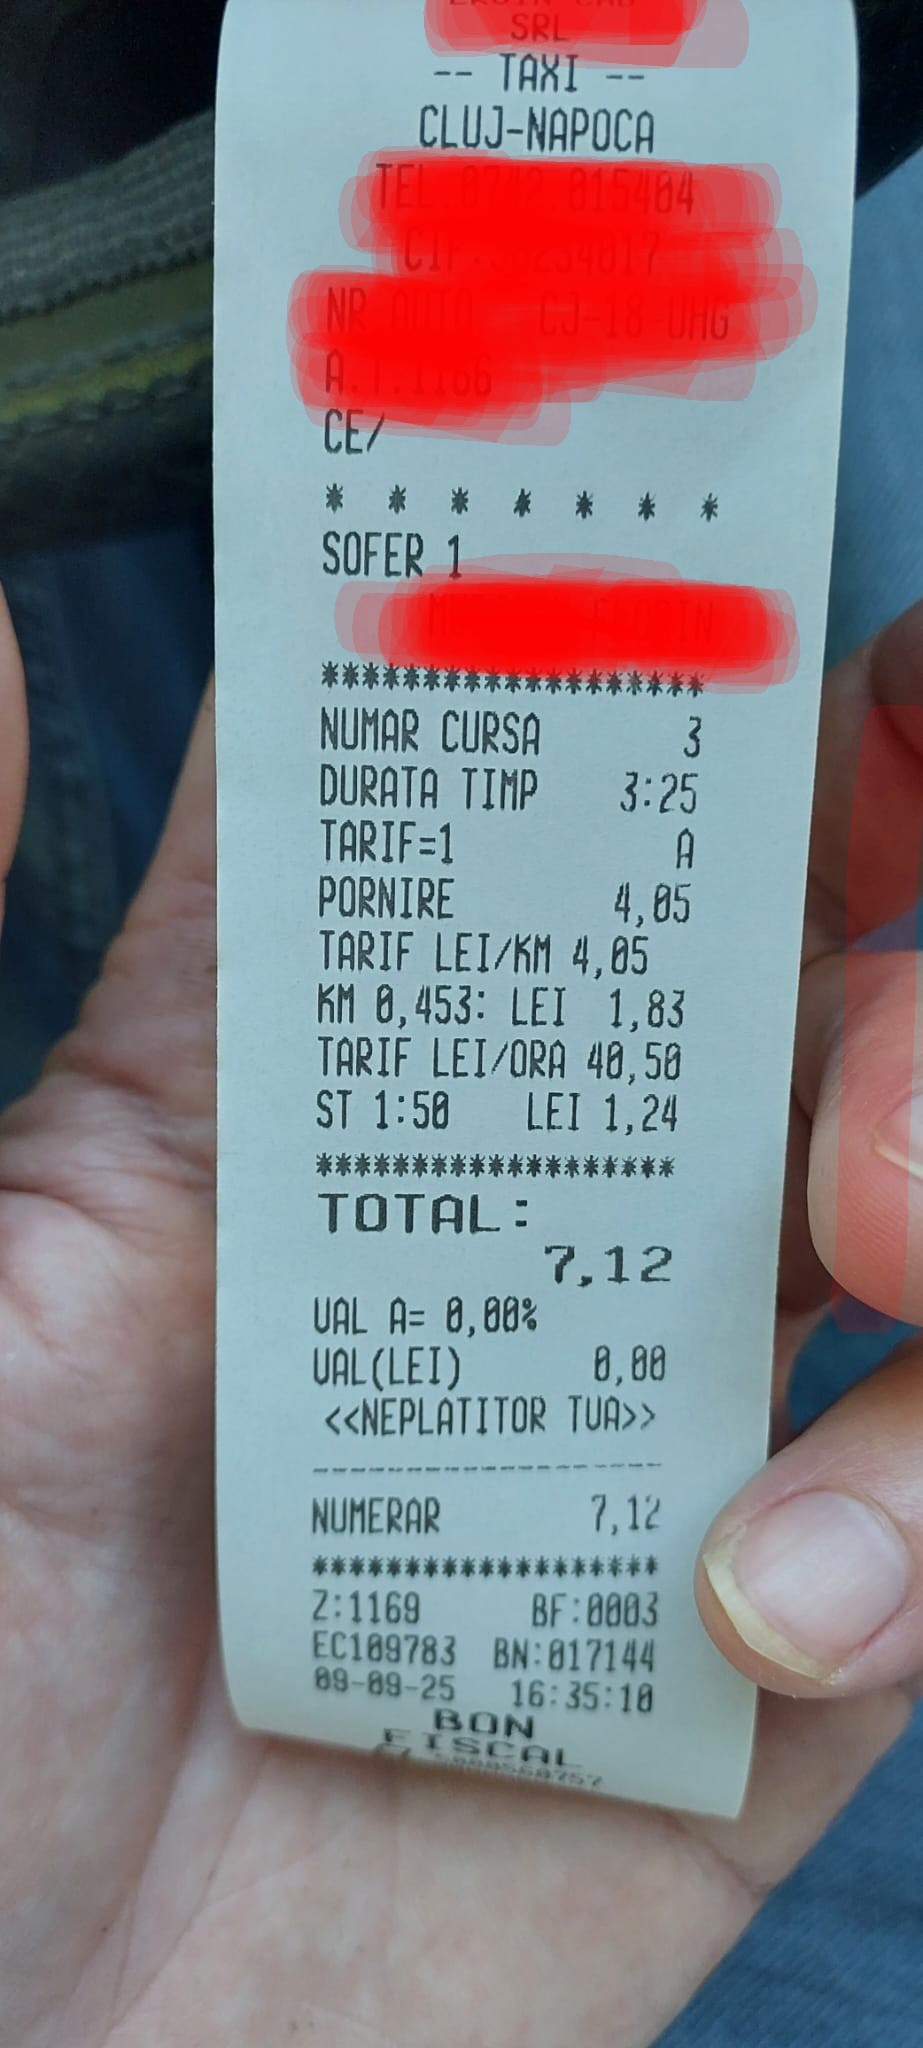 SRL
-- TAXI --
CLUJ-NAPOCA
CE/
* * * * * * *
SOFER 1
*******************
NUMAR CURSA 3
DURATA TIMP 3:25
TARIF=1 A
PORNIRE 4,05
TARIF LEI/KM 4,05
KM 0,453: LEI 1,83
TARIF LEI/ORA 40,50
ST 1:50 LEI 1,24
*******************
TOTAL:
7,12
VAL A= 0,00%
VAL(LEI) 0,00
<<NEPLATITOR TVA>>
-------------------
NUMERAR 7,12
*******************
Z:1169 BF:0003
EC109783 BN:017144
09-09-25 16:35:10
BON
FISCAL